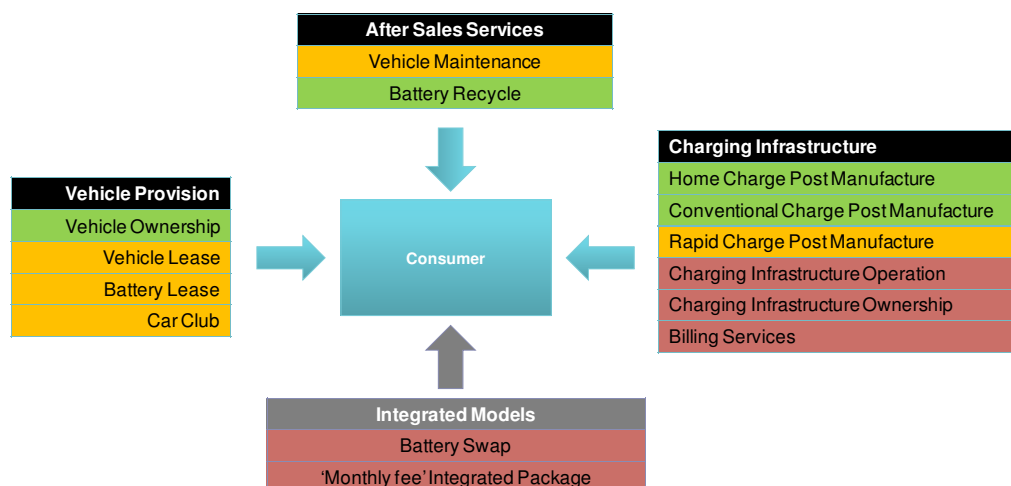 After Sales Services
Vehicle Maintenance
Battery Recycle
Vehicle Provision
Vehicle Ownership
Vehicle Lease
Battery Lease
Car Club
Consumer
Charging Infrastructure
Home Charge Post Manufacture
Conventional Charge Post Manufacture
Rapid Charge Post Manufacture
Charging Infrastructure Operation
Charging Infrastructure Ownership
Billing Services
Integrated Models
Battery Swap
‘Monthly fee’ Integrated Package